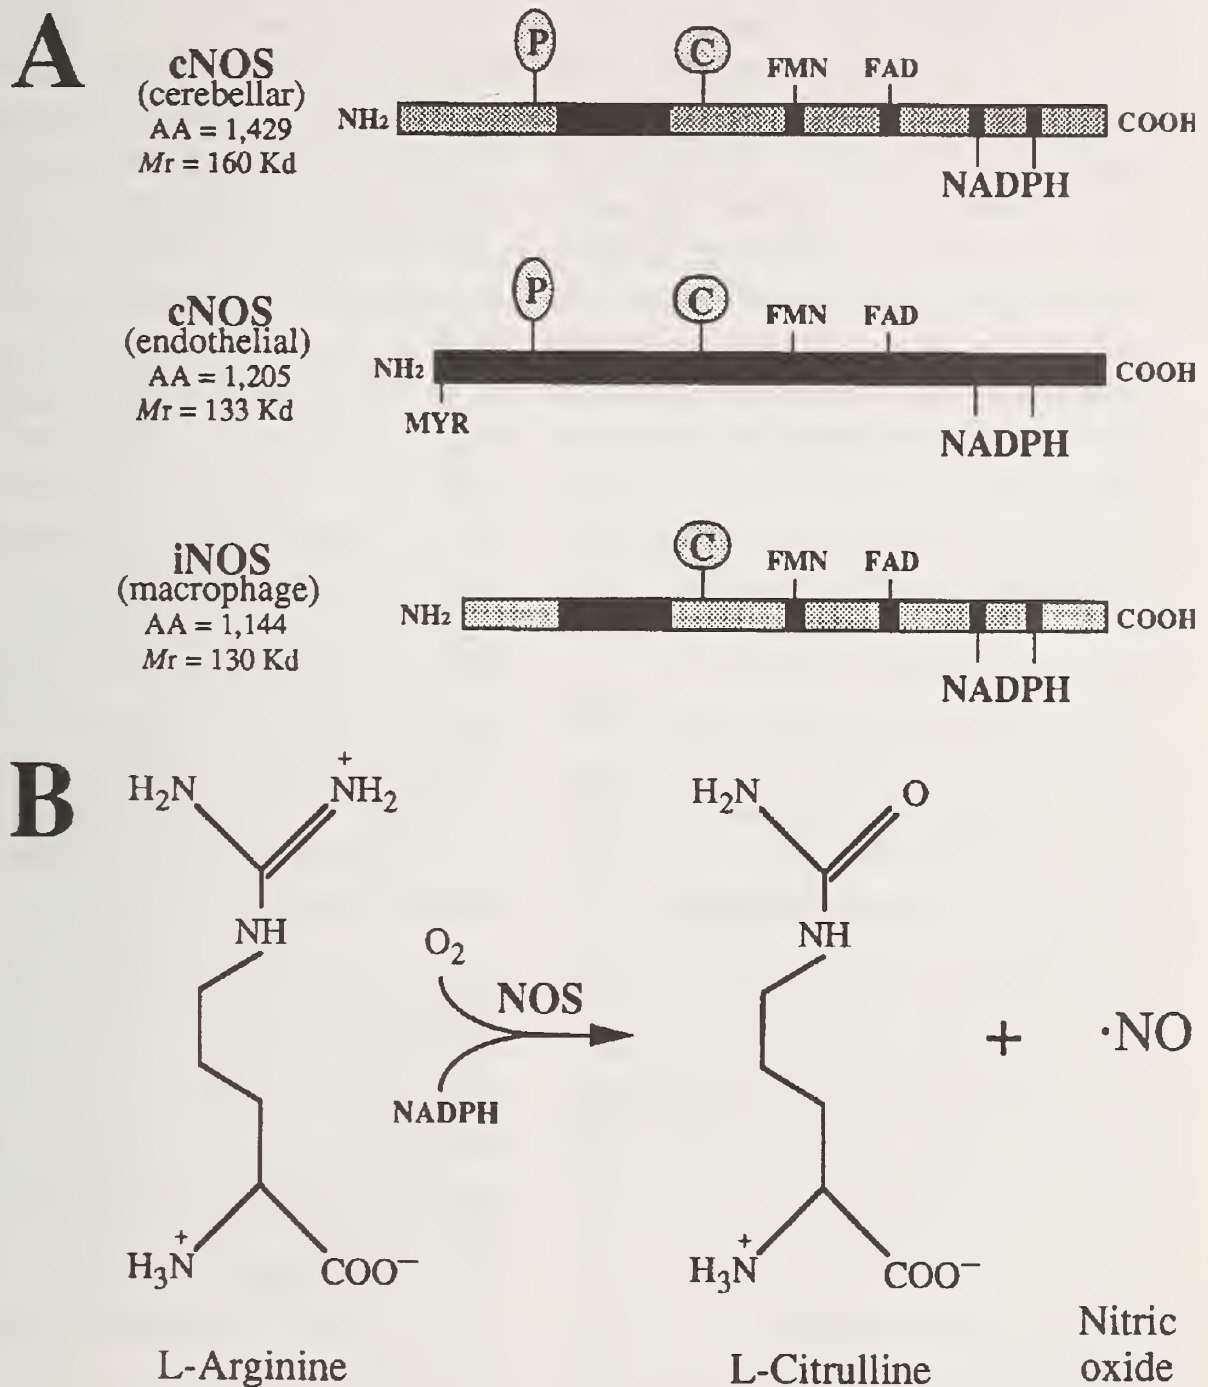 A
cNOS
(cerebellar)
AA = 1,429
Mr = 160 Kd
P
C
FMN FAD
NH2
COOH
NADPH
cNOS
(endothelial)
AA = 1,205
Mr = 133 Kd
P
C
FMN FAD
NH2
COOH
MYR
NADPH
iNOS
(macrophage)
AA = 1,144
Mr = 130 Kd
C
FMN FAD
NH2
COOH
NADPH
B
H2N
+
NH2
NH
O2
NOS
NADPH
+
H3N
COO−
L-Arginine
H2N
O
NH
+
H3N
COO−
L-Citrulline
+
·NO
Nitric
oxide